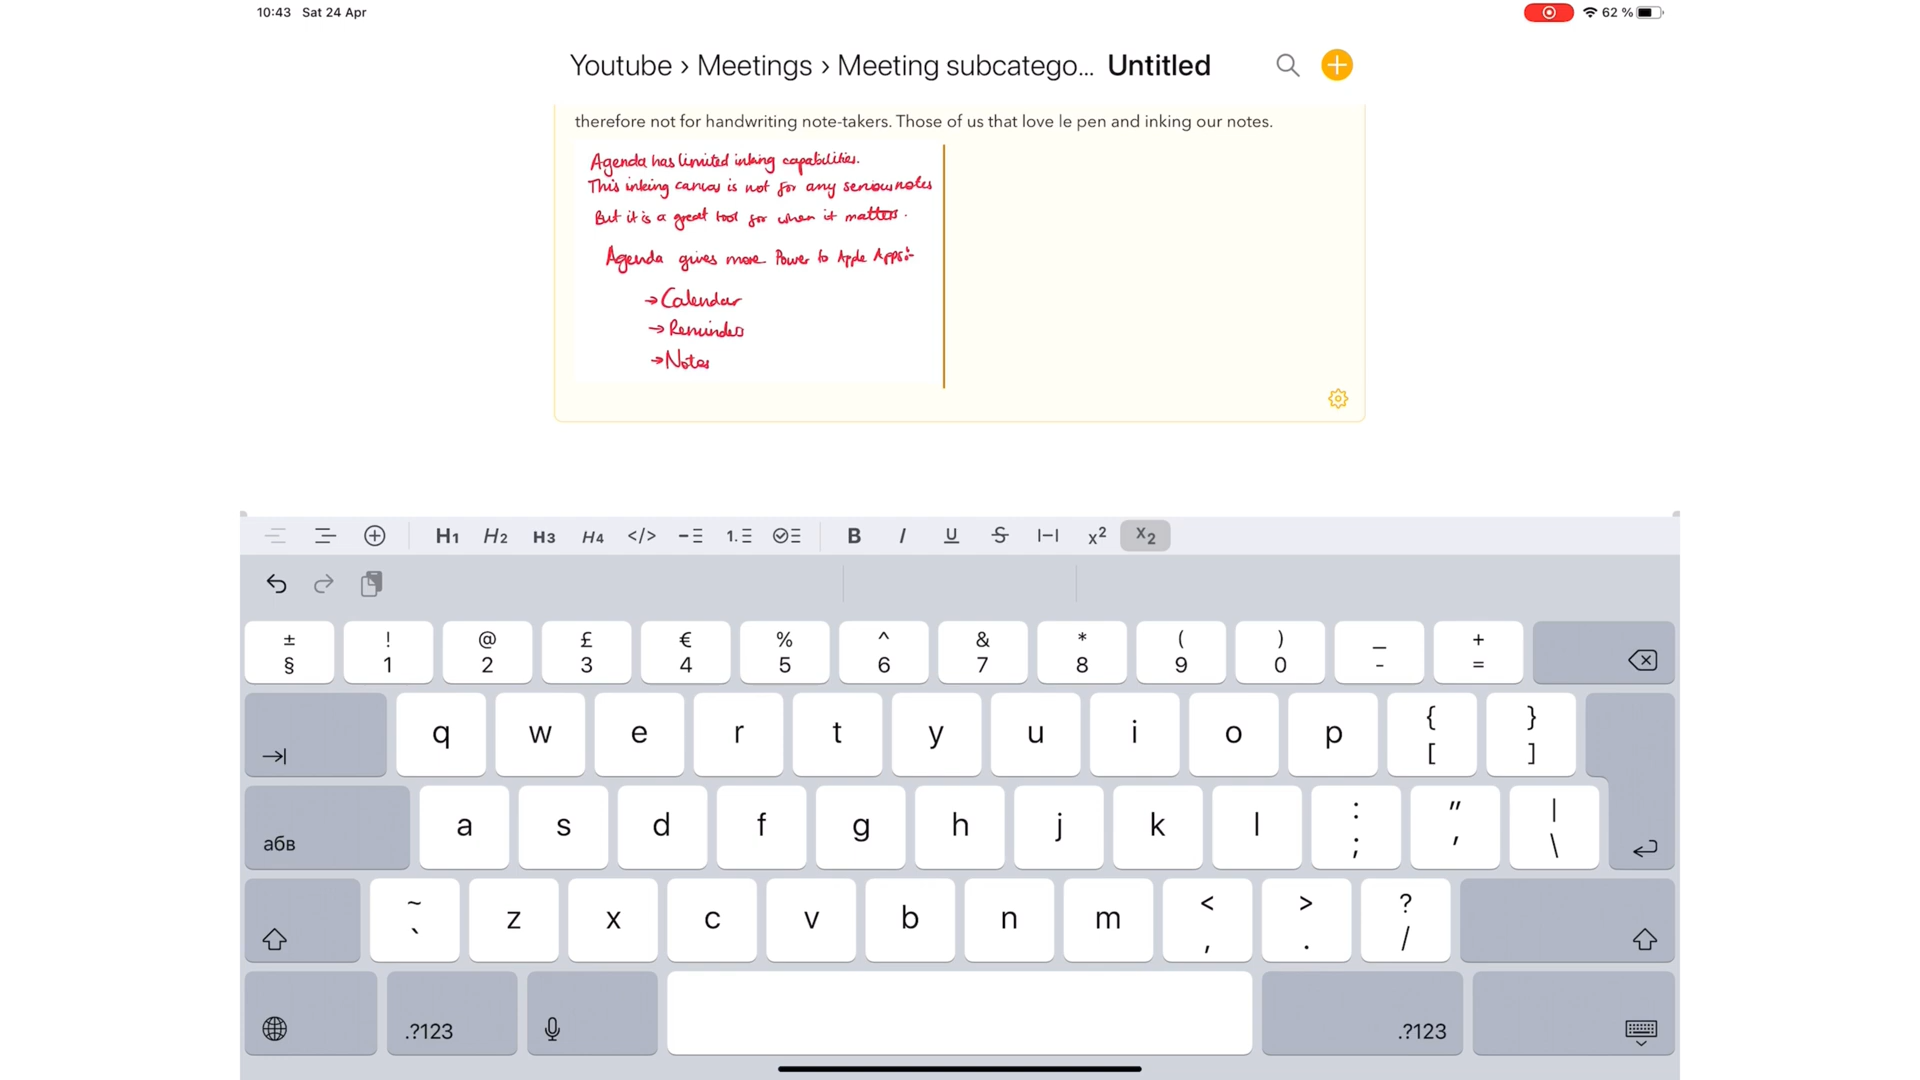 10:43 Sat 24 Apr
62 %
Youtube › Meetings › Meeting subcatego... Untitled
therefore not for handwriting note-takers. Those of us that love le pen and inking our notes.
Agenda has limited inking capabilities.
This inking canvas is not for any serious notes
But it is a great tool for when it matters.
Agenda gives more Power to Apple Apps:-
→ Calendar
→ Reminders
→ Notes
H1 H2 H3 H4 </> 1. B I U S x² X₂
± ! @ £ € % ^ & * ( ) _ +
§ 1 2 3 4 5 6 7 8 9 0 - =
q w e r t y u i o p { [ } ]
абв a s d f g h j k l : ; " ' | \
~ ` z x c v b n m < , > . ? /
.?123 .?123